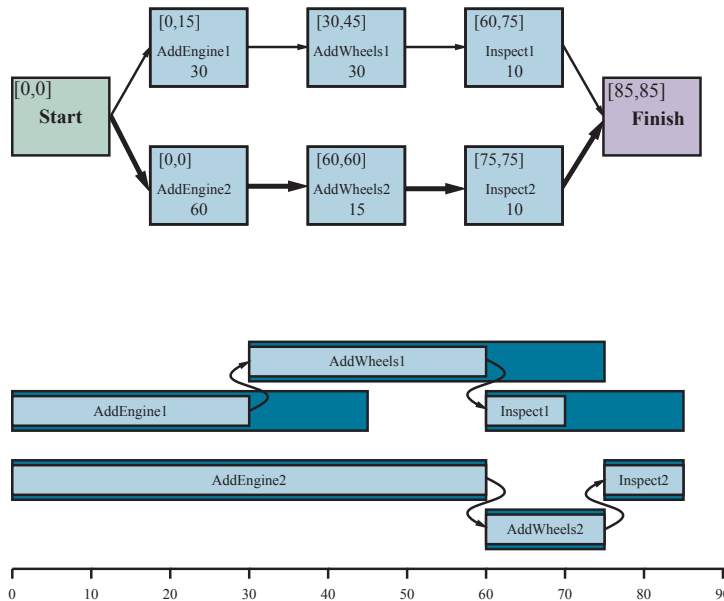 [0,15]
AddEngine1
30
[30,45]
AddWheels1
30
[60,75]
Inspect1
10
[0,0]
Start
[85,85]
Finish
[0,0]
AddEngine2
60
[60,60]
AddWheels2
15
[75,75]
Inspect2
10
AddWheels1
AddEngine1
Inspect1
AddEngine2
Inspect2
AddWheels2
0 10 20 30 40 50 60 70 80 90